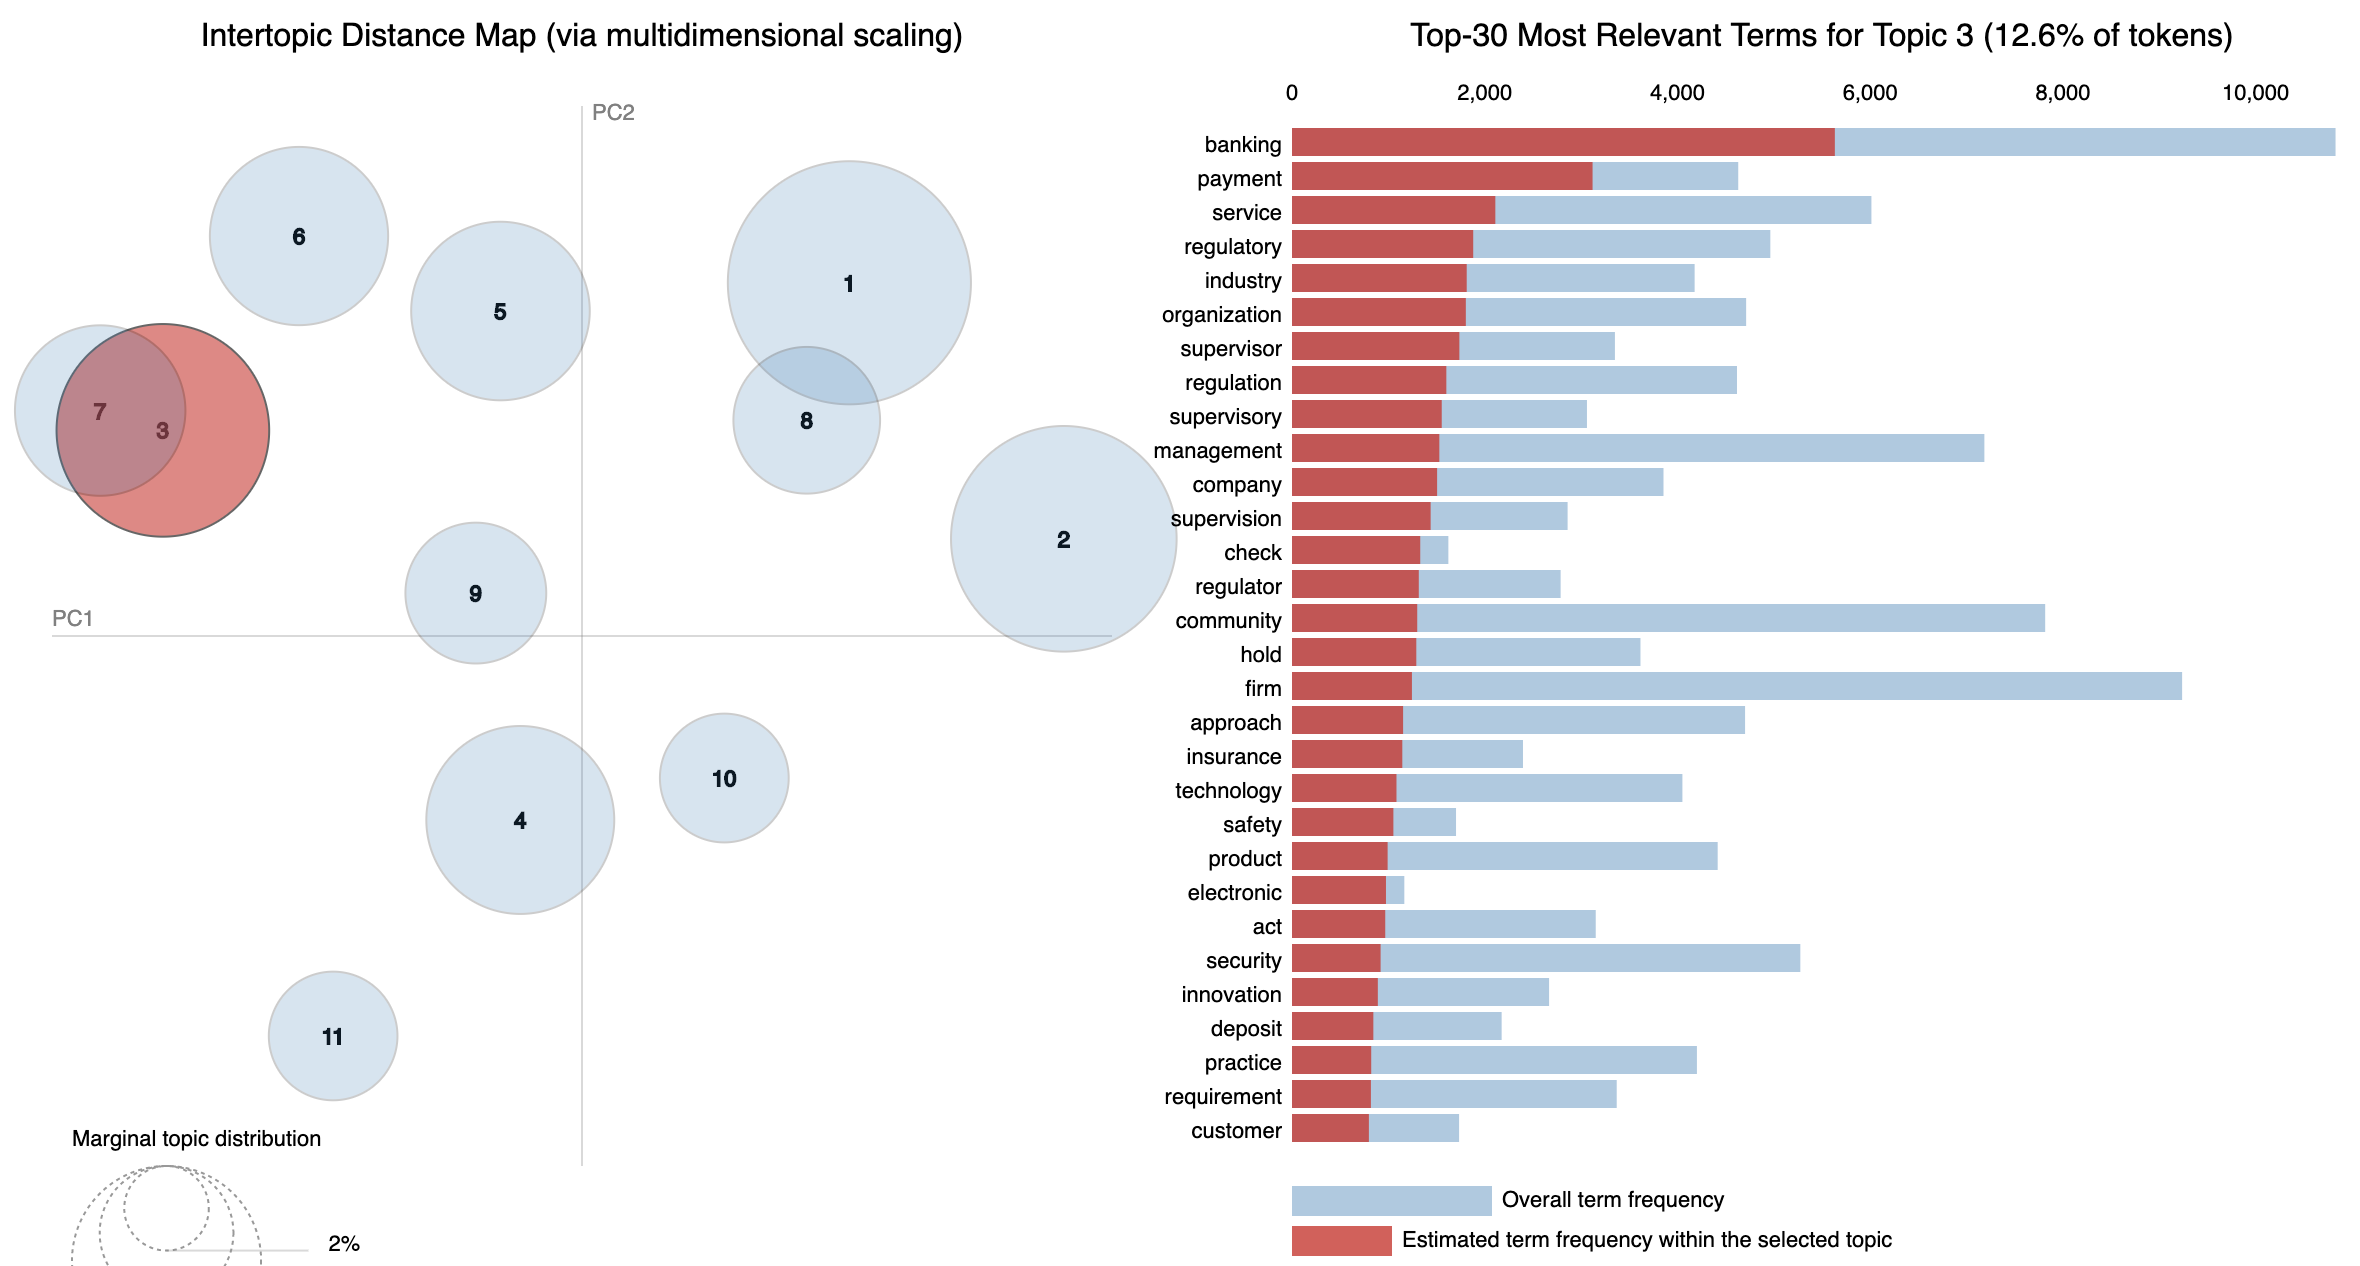 Intertopic Distance Map (via multidimensional scaling)
PC2
6
1
5
7
3
8
2
9
PC1
4
10
11
Marginal topic distribution
2%
Top-30 Most Relevant Terms for Topic 3 (12.6% of tokens)
0 2,000 4,000 6,000 8,000 10,000
banking
payment
service
regulatory
industry
organization
supervisor
regulation
supervisory
management
company
supervision
check
regulator
community
hold
firm
approach
insurance
technology
safety
product
electronic
act
security
innovation
deposit
practice
requirement
customer
Overall term frequency
Estimated term frequency within the selected topic